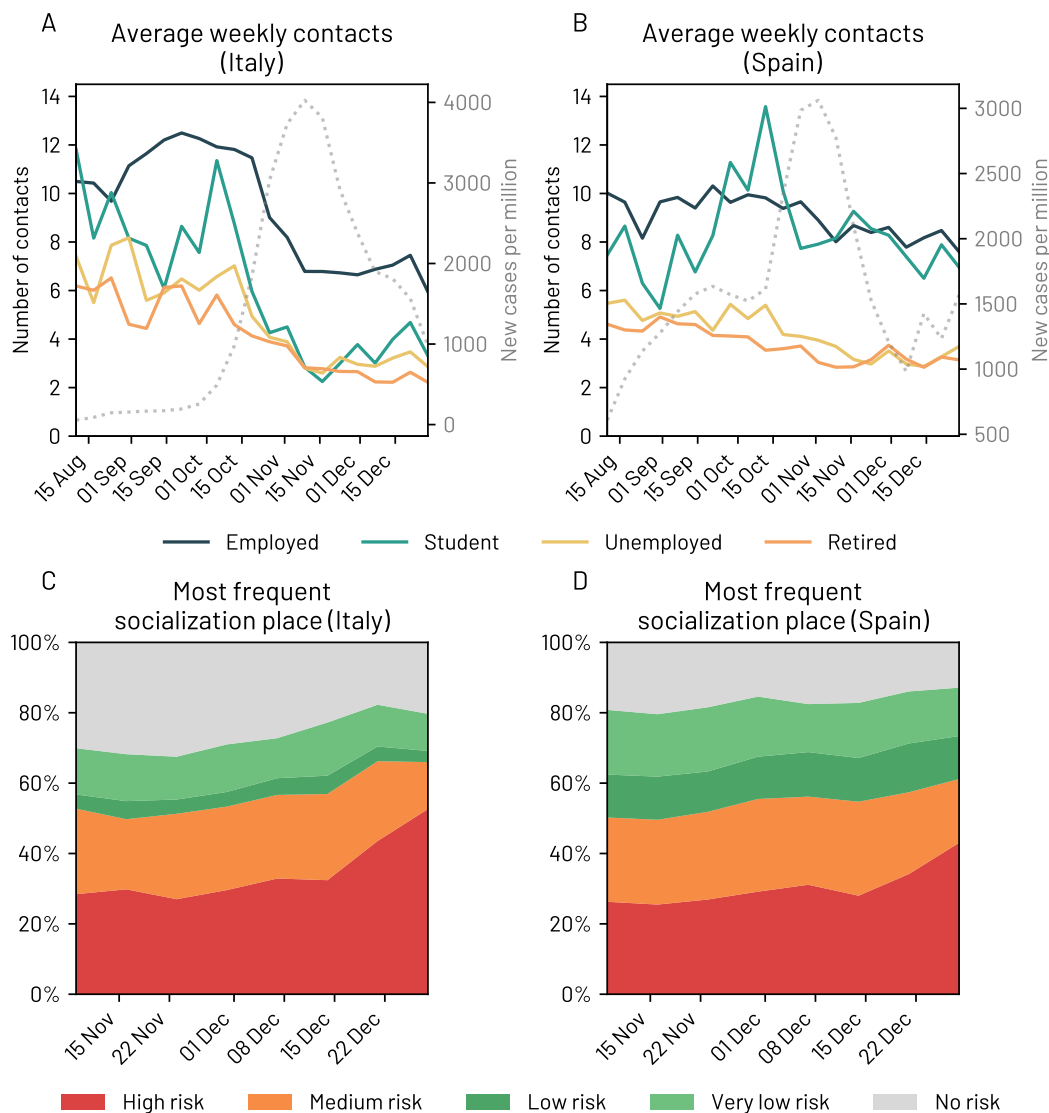 A
Average weekly contacts
(Italy)
Number of contacts
14
12
10
8
6
4
2
0
4000
3000
2000
1000
0
New cases per million
15 Aug
01 Sep
15 Sep
01 Oct
15 Oct
01 Nov
15 Nov
01 Dec
15 Dec
B
Average weekly contacts
(Spain)
Number of contacts
14
12
10
8
6
4
2
0
3000
2500
2000
1500
1000
500
New cases per million
15 Aug
01 Sep
15 Sep
01 Oct
15 Oct
01 Nov
15 Nov
01 Dec
15 Dec
Employed Student Unemployed Retired
C
Most frequent
socialization place (Italy)
100%
80%
60%
40%
20%
0%
15 Nov
22 Nov
01 Dec
08 Dec
15 Dec
22 Dec
D
Most frequent
socialization place (Spain)
100%
80%
60%
40%
20%
0%
15 Nov
22 Nov
01 Dec
08 Dec
15 Dec
22 Dec
High risk Medium risk Low risk Very low risk No risk